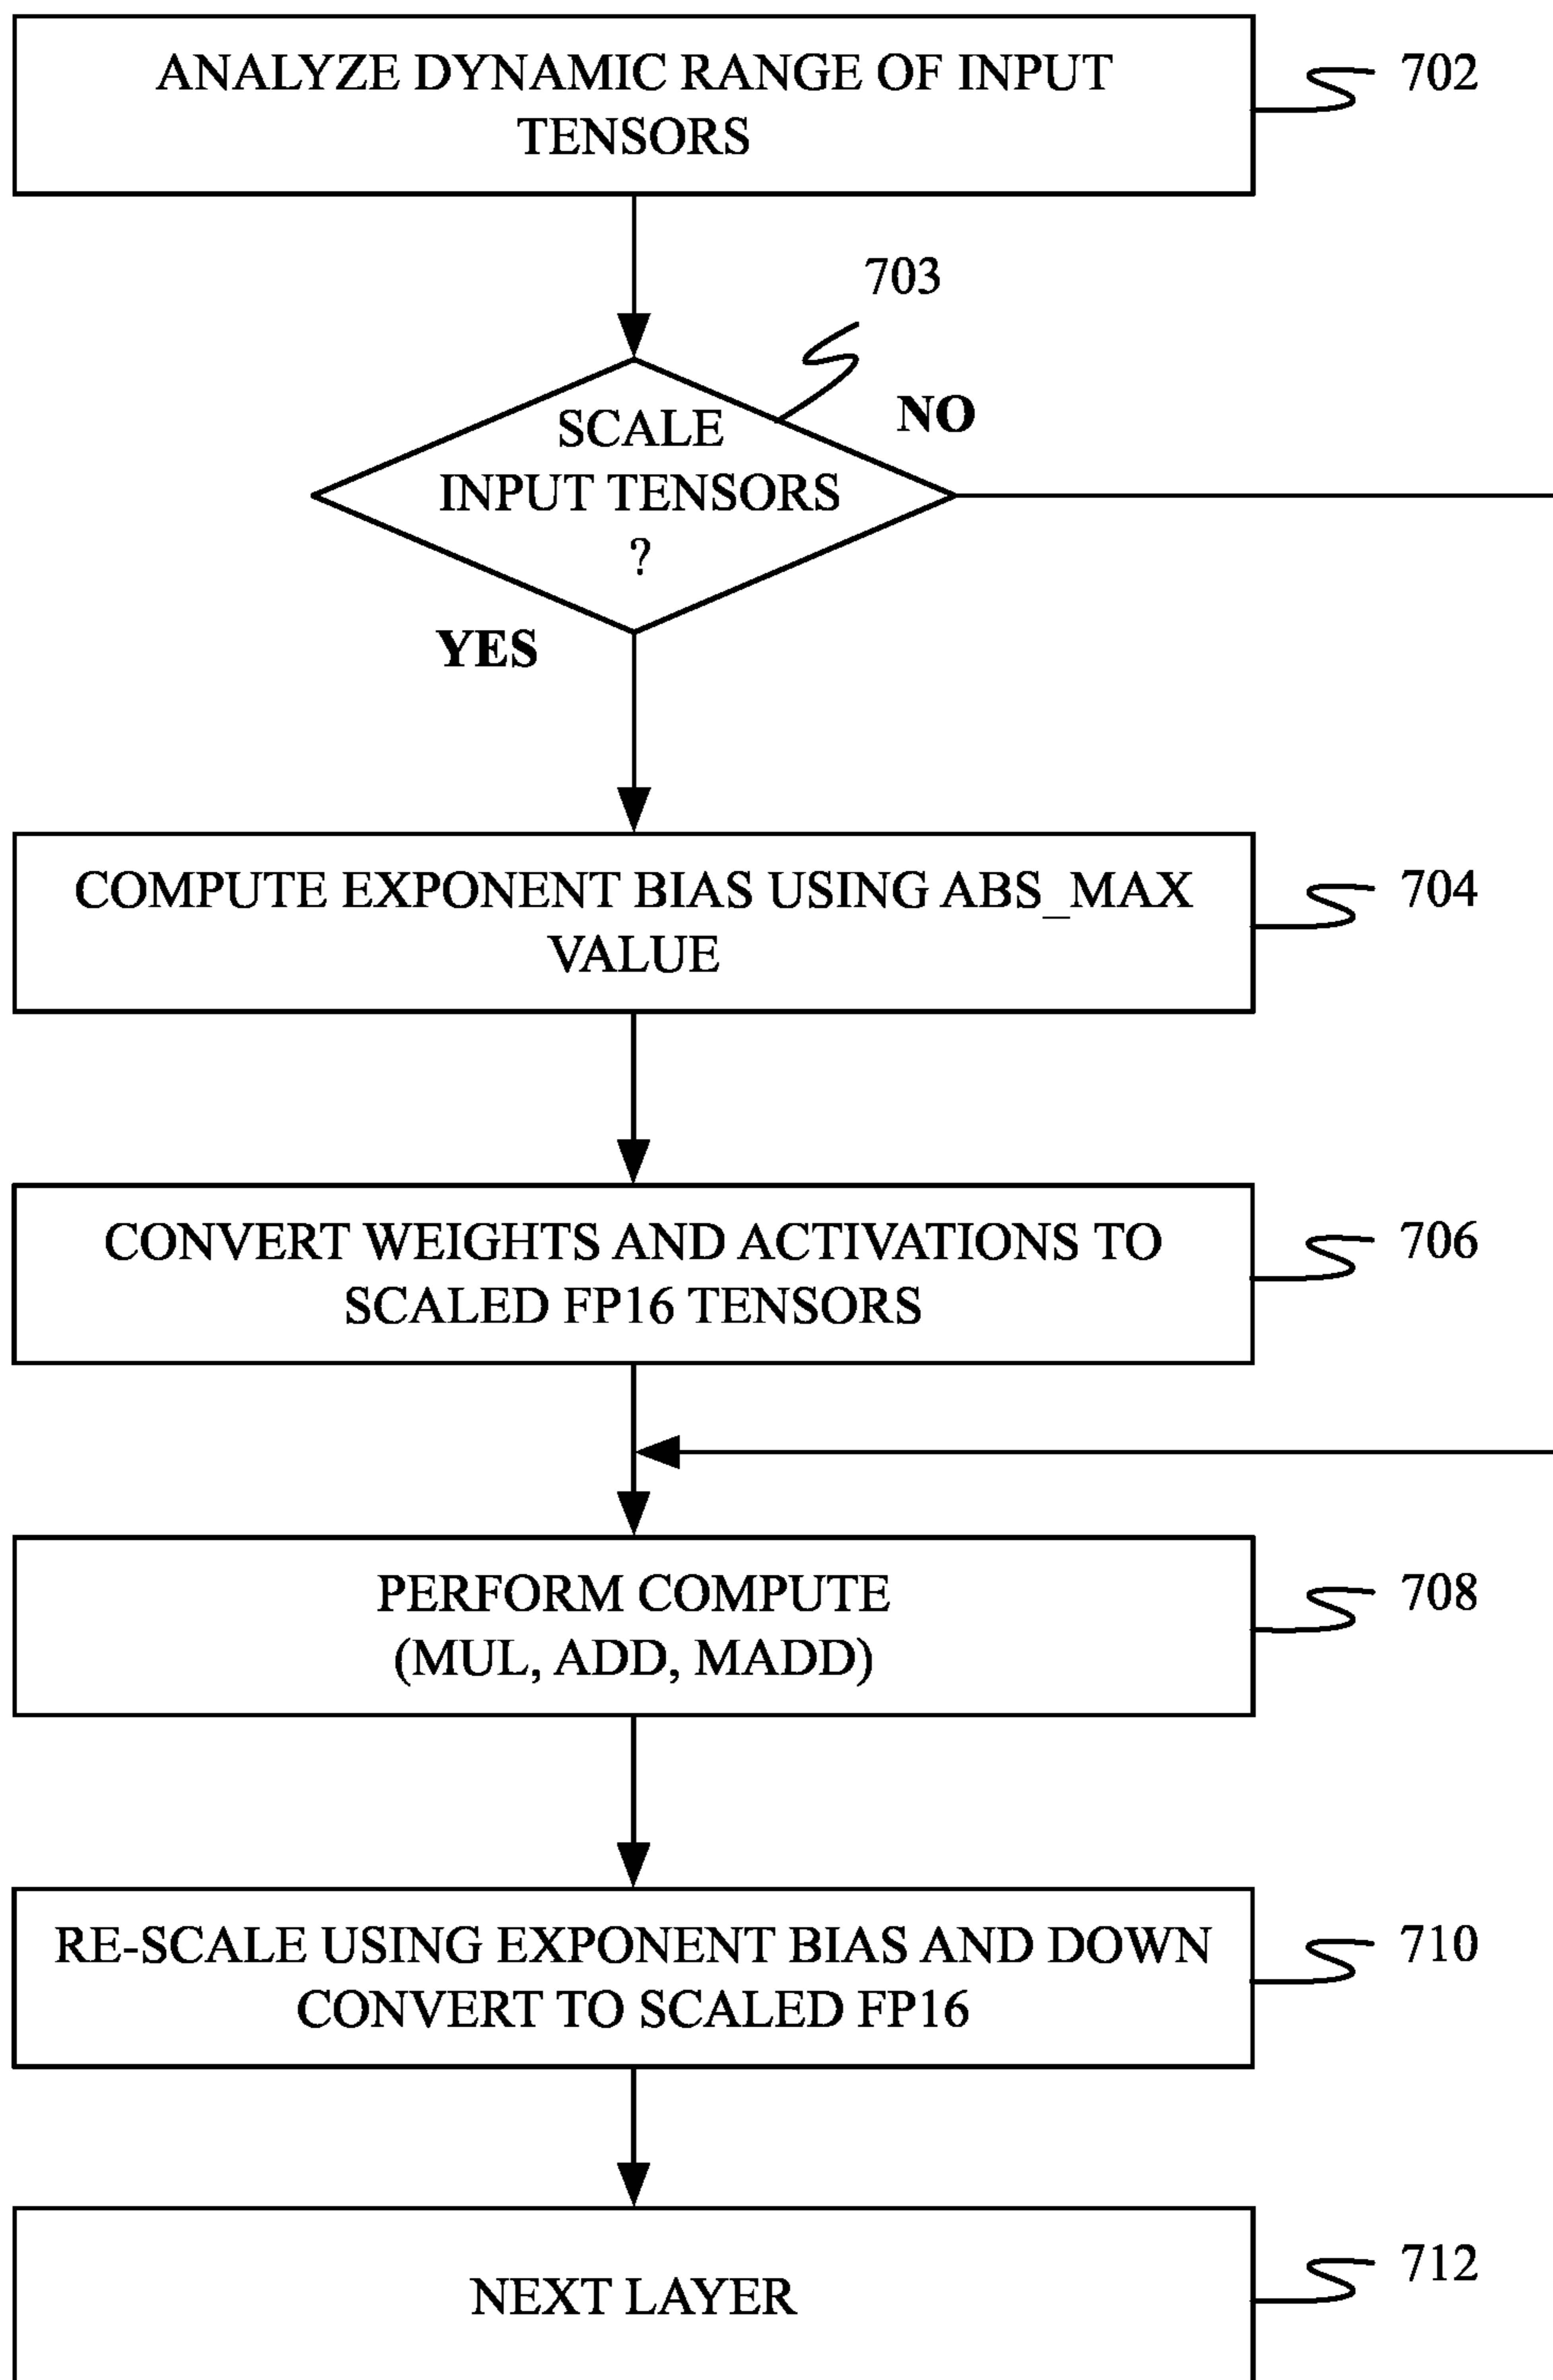 ANALYZE DYNAMIC RANGE OF INPUT
TENSORS
702
703
SCALE
INPUT TENSORS
?
NO
YES
COMPUTE EXPONENT BIAS USING ABS_MAX
VALUE
704
CONVERT WEIGHTS AND ACTIVATIONS TO
SCALED FP16 TENSORS
706
PERFORM COMPUTE
(MUL, ADD, MADD)
708
RE-SCALE USING EXPONENT BIAS AND DOWN
CONVERT TO SCALED FP16
710
NEXT LAYER
712